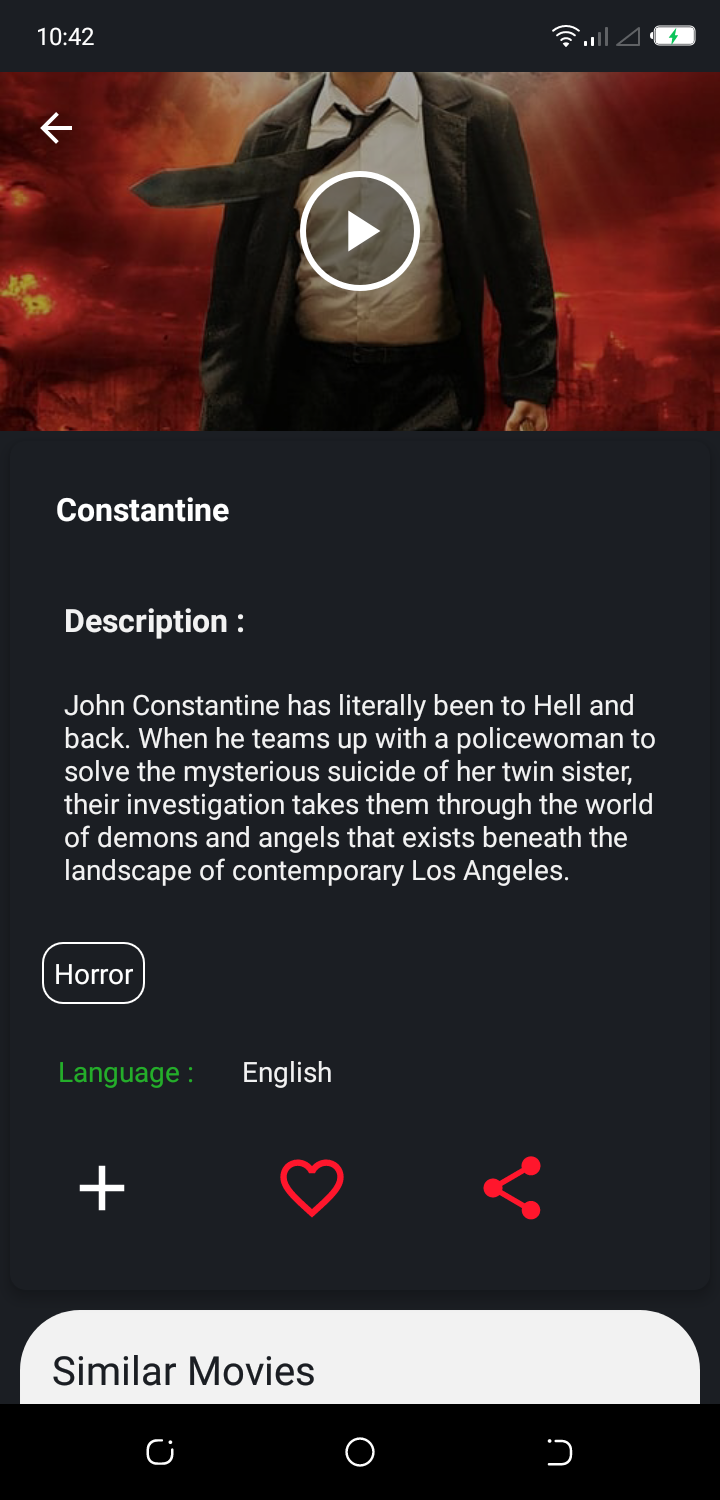 10:42
Constantine
Description :
John Constantine has literally been to Hell and
back. When he teams up with a policewoman to
solve the mysterious suicide of her twin sister,
their investigation takes them through the world
of demons and angels that exists beneath the
landscape of contemporary Los Angeles.
Horror
Language : English
Similar Movies